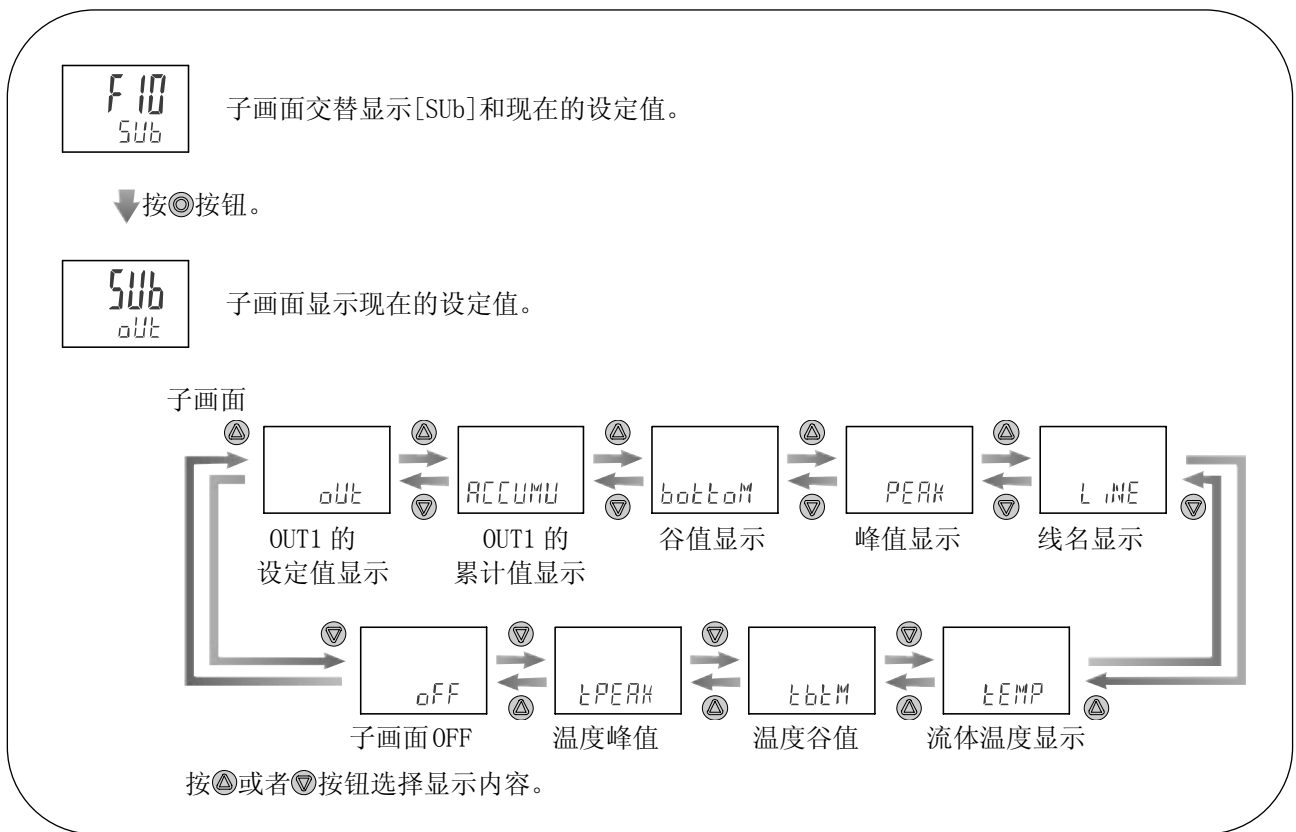 F 10
SUb
子画面交替显示[SUb]和现在的设定值。
按◎按钮。
SUb
oUt
子画面显示现在的设定值。
子画面
oUt
ACCUMU
bottoM
PEAK
LiNE
OUT1 的
设定值显示
OUT1 的
累计值显示
谷值显示
峰值显示
线名显示
oFF
tPEAK
tbtM
tEMP
子画面OFF
温度峰值
温度谷值
流体温度显示
按△或者▽按钮选择显示内容。